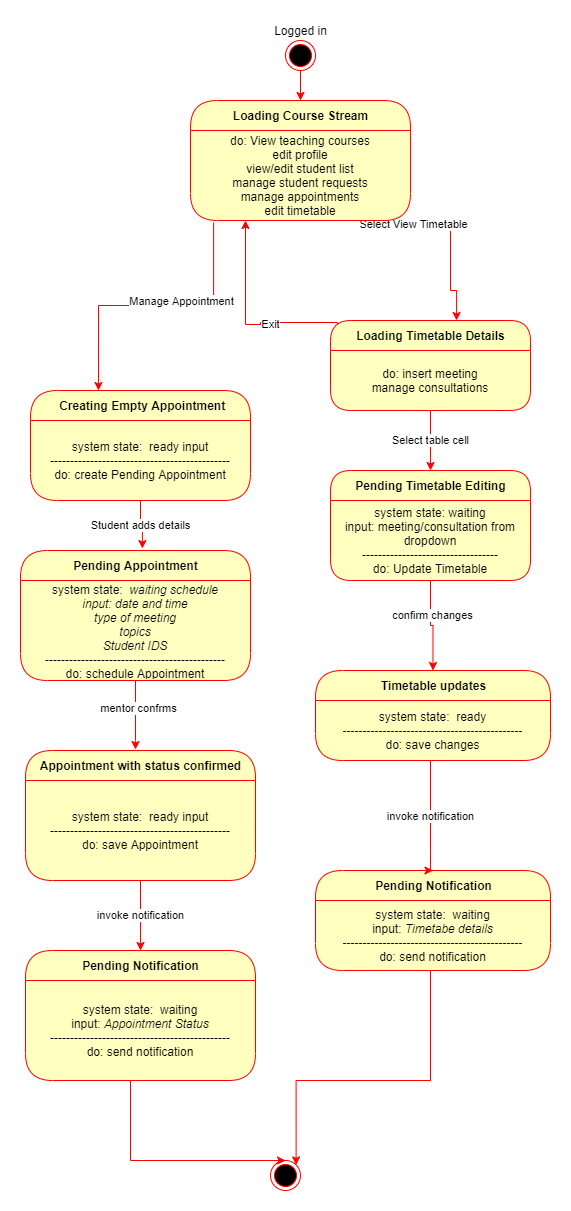 Logged in
Loading Course Stream
do: View teaching courses
edit profile
view/edit student list
manage student requests
manage appointments
edit timetable
Select View Timetable
Manage Appointment
Exit
Loading Timetable Details
do: insert meeting
manage consultations
Creating Empty Appointment
system state:  ready input
---------------------------------------------
do: create Pending Appointment
Select table cell
Pending Timetable Editing
system state: waiting
input: meeting/consultation from
dropdown
----------------------------------
do: Update Timetable
Student adds details
Pending Appointment
system state:  waiting schedule
input: date and time
type of meeting
topics
Student IDS
---------------------------------------------
do: schedule Appointment
confirm changes
Timetable updates
system state:  ready
---------------------------------------------
do: save changes
mentor confrms
Appointment with status confirmed
system state:  ready input
---------------------------------------------
do: save Appointment
invoke notification
Pending Notification
system state:  waiting
input: Timetabe details
---------------------------------------------
do: send notification
invoke notification
Pending Notification
system state:  waiting
input: Appointment Status
---------------------------------------------
do: send notification